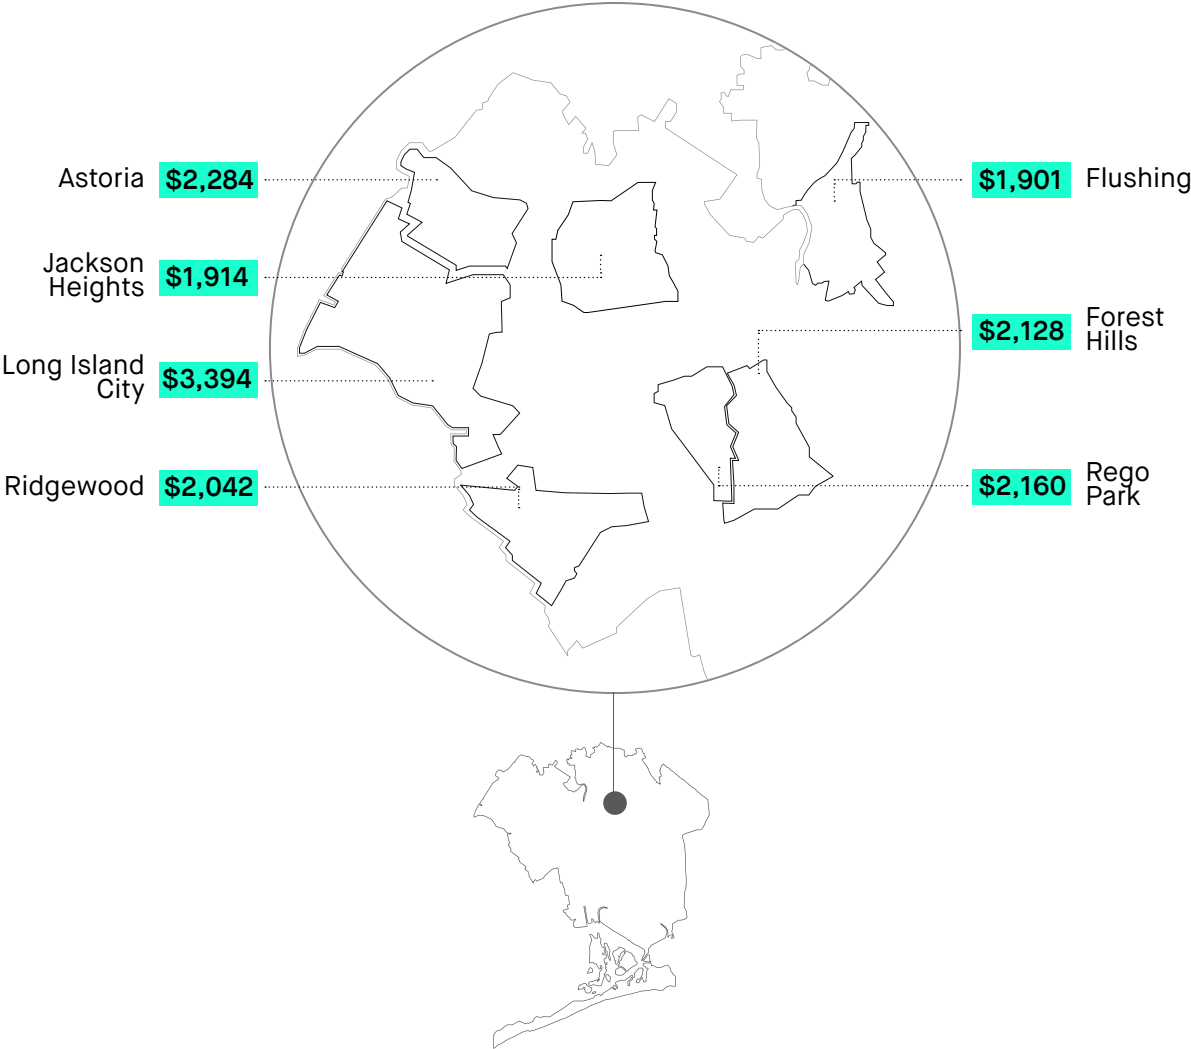 Astoria $2,284
Jackson
Heights
$1,914
Long Island
City
$3,394
Ridgewood $2,042
$1,901 Flushing
$2,128
Forest
Hills
$2,160
Rego
Park